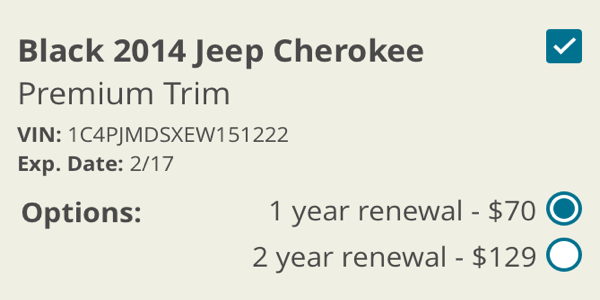 Black 2014 Jeep Cherokee
Premium Trim
VIN: 1C4PJMDSXEW151222
Exp. Date: 2/17
Options: 1 year renewal - $70
2 year renewal - $129